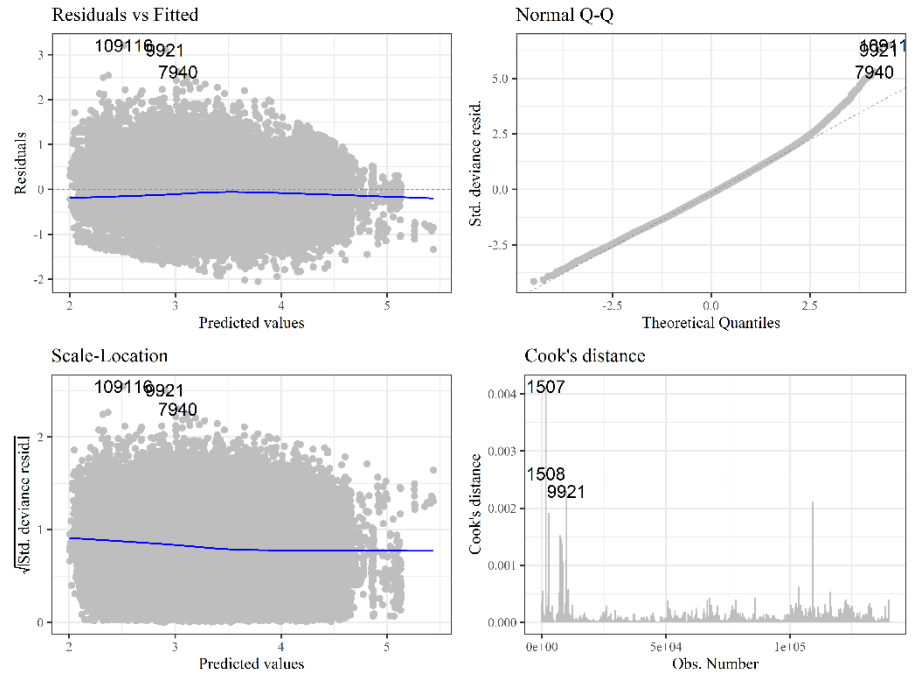 Residuals vs Fitted
109116
9921
7940
3
2
1
0
-1
-2
Residuals
2
3
4
5
Predicted values
Normal Q-Q
10911
9921
7940
5.0
2.5
0.0
-2.5
Std. deviance resid.
-2.5
0.0
2.5
Theoretical Quantiles
Scale-Location
109116
9921
7940
2
1
0
√|Std. deviance resid.|
2
3
4
5
Predicted values
Cook's distance
1507
1508
9921
0.004
0.003
0.002
0.001
0.000
Cook's distance
0e+00
5e+04
1e+05
Obs. Number